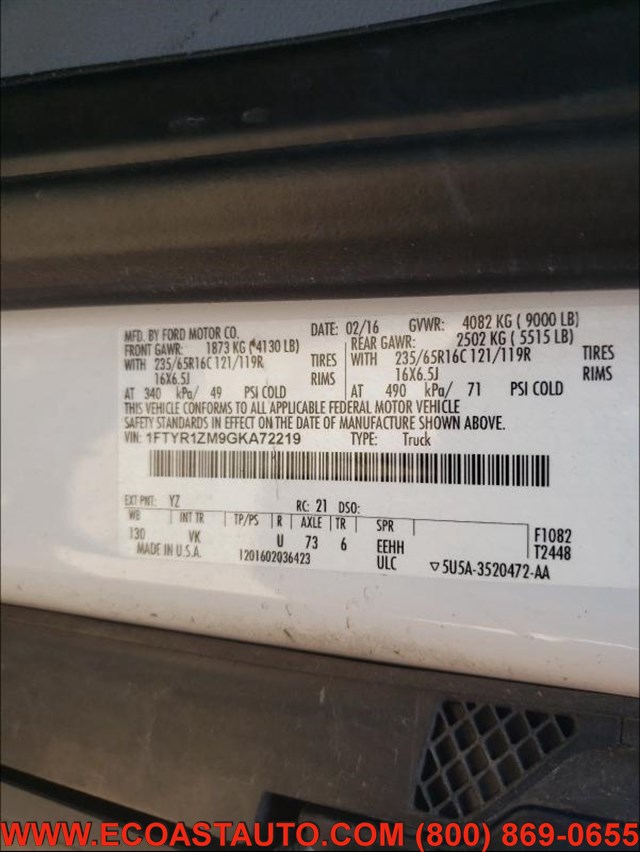 MFD. BY FORD MOTOR CO. DATE: 02/16 GVWR: 4082 KG ( 9000 LB)
FRONT GAWR: 1873 KG (4130 LB) REAR GAWR: 2502 KG ( 5515 LB)
WITH 235/65R16C 121/119R TIRES WITH 235/65R16C 121/119R TIRES
16X6.5J RIMS 16X6.5J RIMS
AT 340 kPa/ 49 PSI COLD AT 490 kPa/ 71 PSI COLD
THIS VEHICLE CONFORMS TO ALL APPLICABLE FEDERAL MOTOR VEHICLE
SAFETY STANDARDS IN EFFECT ON THE DATE OF MANUFACTURE SHOWN ABOVE.
VIN: 1FTYR1ZM9GKA72219 TYPE: Truck
EXT PNT: YZ RC: 21 DSO:
WB INT TR TP/PS R AXLE TR SPR F1082
130 VK U 73 6 EEHH T2448
MADE IN U.S.A. 1201602036423 ULC ▽5U5A-3520472-AA
WWW.ECOASTAUTO.COM (800) 869-0655